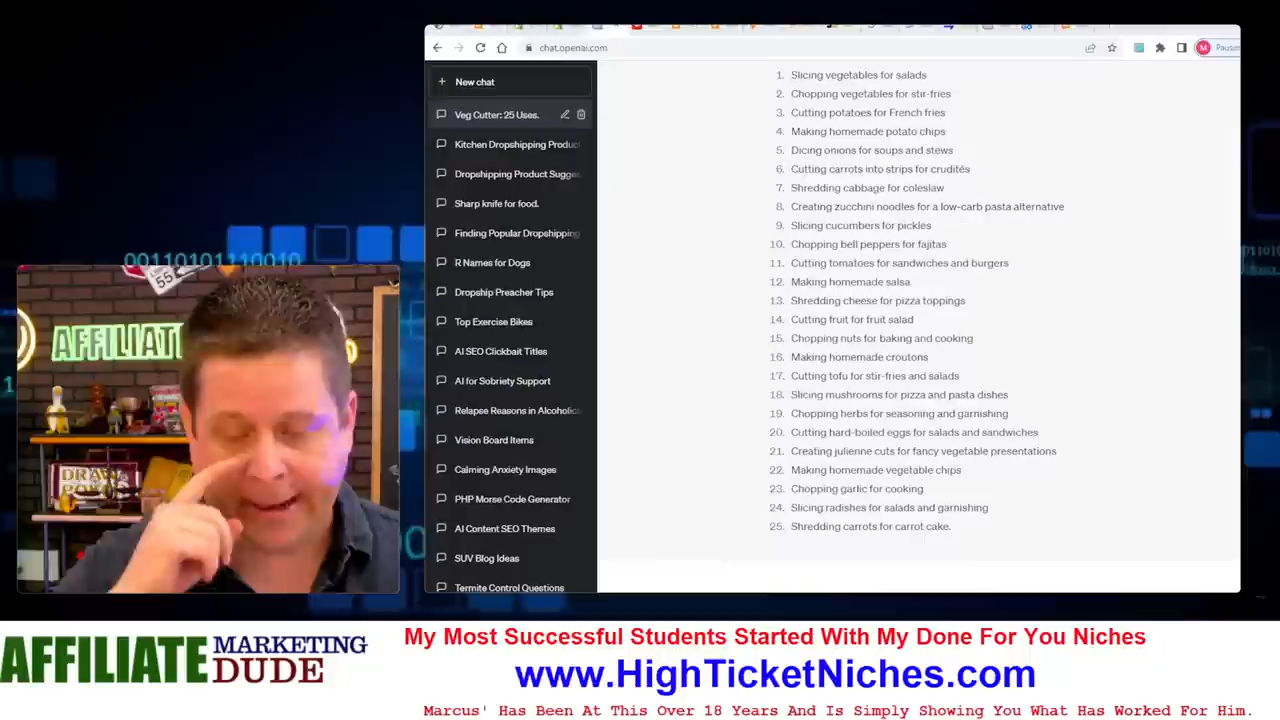 chat.openai.com
M
New chat
Veg Cutter: 25 Uses.
Kitchen Dropshipping Produc
Dropshipping Product Sugges
Sharp knife for food.
Finding Popular Dropshipping
R Names for Dogs
Dropship Preacher Tips
Top Exercise Bikes
AI SEO Clickbait Titles
AI for Sobriety Support
Relapse Reasons in Alcoholic
Vision Board Items
Calming Anxiety Images
PHP Morse Code Generator
AI Content SEO Themes
SUV Blog Ideas
Termite Control Questions
1. Slicing vegetables for salads
2. Chopping vegetables for stir-fries
3. Cutting potatoes for French fries
4. Making homemade potato chips
5. Dicing onions for soups and stews
6. Cutting carrots into strips for crudités
7. Shredding cabbage for coleslaw
8. Creating zucchini noodles for a low-carb pasta alternative
9. Slicing cucumbers for pickles
10. Chopping bell peppers for fajitas
11. Cutting tomatoes for sandwiches and burgers
12. Making homemade salsa
13. Shredding cheese for pizza toppings
14. Cutting fruit for fruit salad
15. Chopping nuts for baking and cooking
16. Making homemade croutons
17. Cutting tofu for stir-fries and salads
18. Slicing mushrooms for pizza and pasta dishes
19. Chopping herbs for seasoning and garnishing
20. Cutting hard-boiled eggs for salads and sandwiches
21. Creating julienne cuts for fancy vegetable presentations
22. Making homemade vegetable chips
23. Chopping garlic for cooking
24. Slicing radishes for salads and garnishing
25. Shredding carrots for carrot cake.
00110101110010
55
AFFILIAT
DRAW
POKER
AFFILIATE MARKETING DUDE
My Most Successful Students Started With My Done For You Niches
www.HighTicketNiches.com
Marcus' Has Been At This Over 18 Years And Is Simply Showing You What Has Worked For Him.